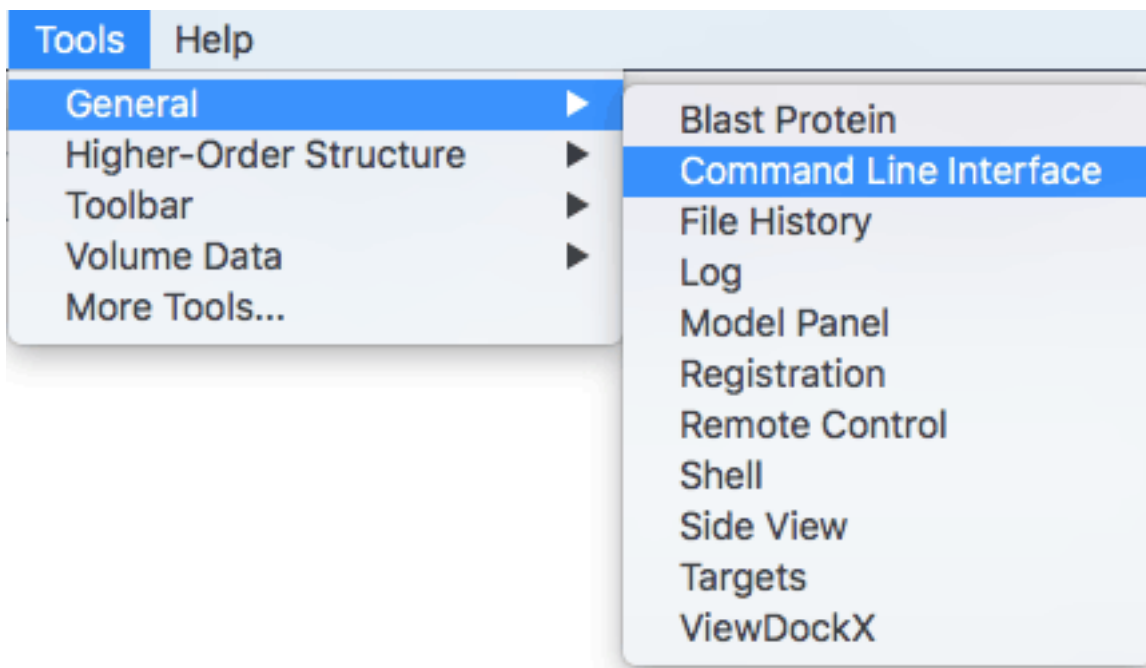 Tools Help
General
Higher-Order Structure
Toolbar
Volume Data
More Tools...
Blast Protein
Command Line Interface
File History
Log
Model Panel
Registration
Remote Control
Shell
Side View
Targets
ViewDockX